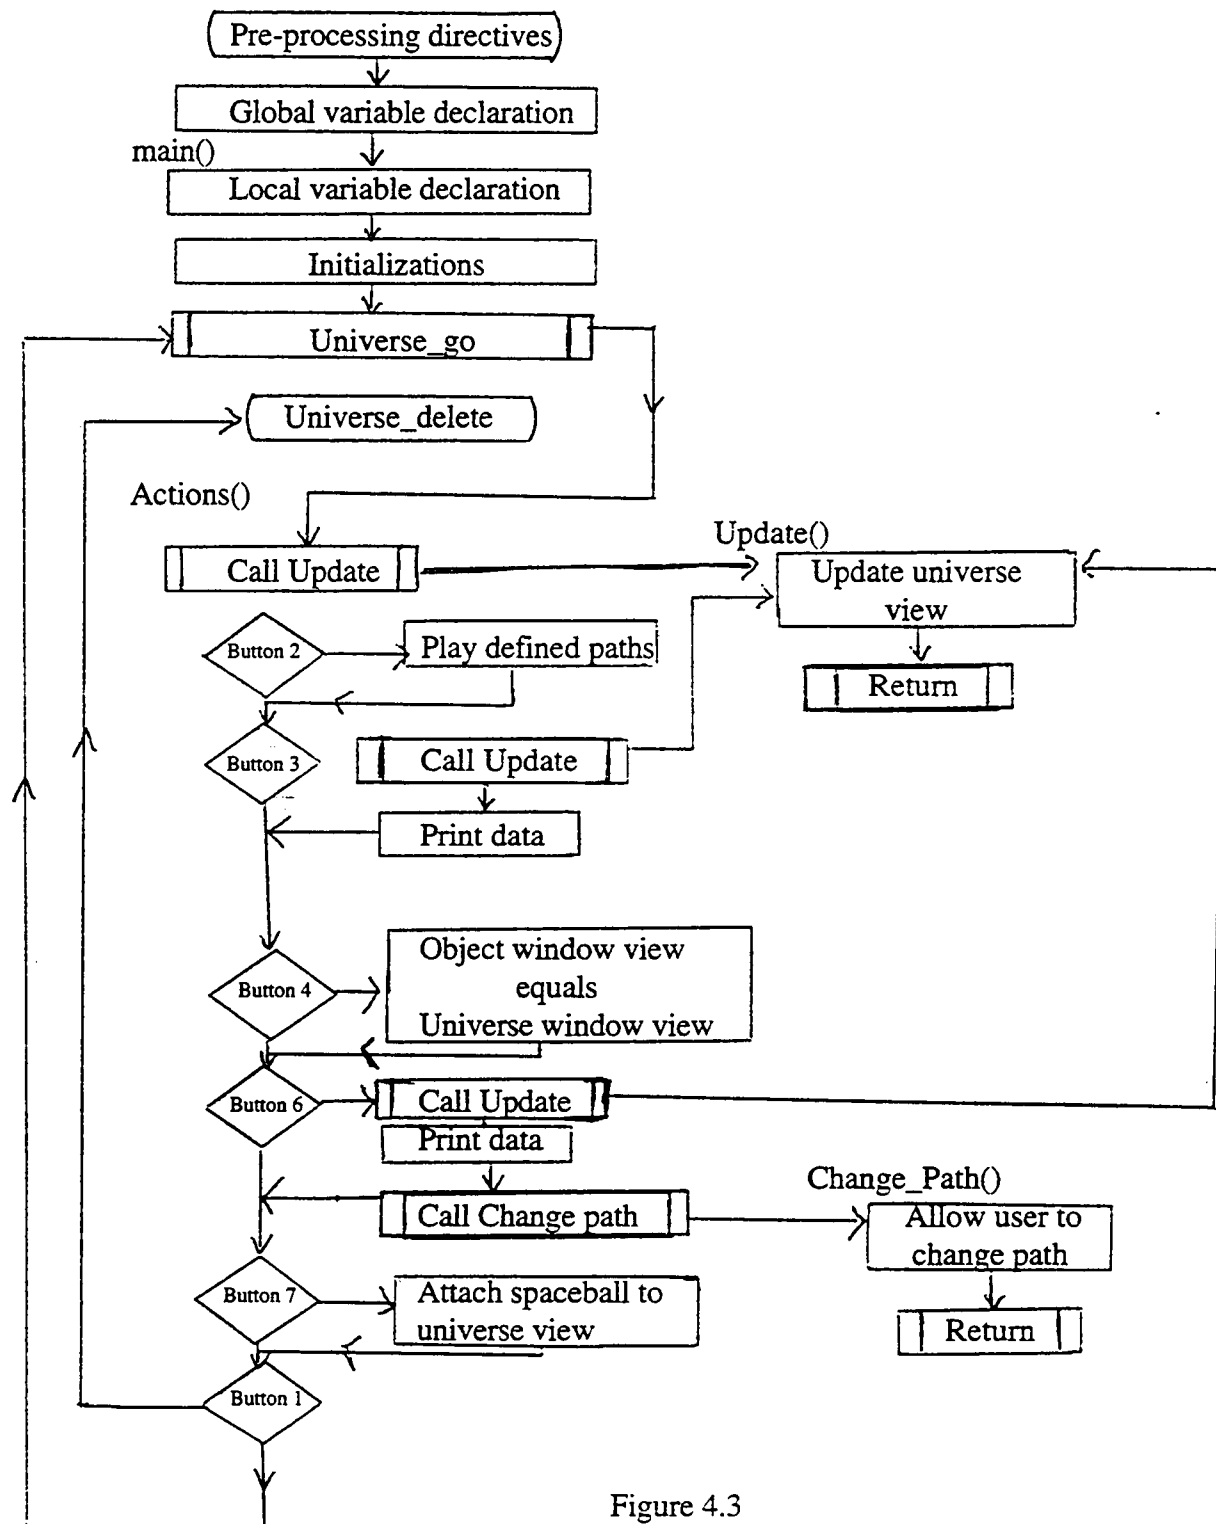 Pre-processing directives
Global variable declaration
main()
Local variable declaration
Initializations
Universe_go
Universe_delete
Actions()
Call Update
Update()
Update universe
view
Return
Button 2
Play defined paths
Button 3
Call Update
Print data
Button 4
Object window view
equals
Universe window view
Button 6
Call Update
Print data
Call Change path
Change_Path()
Allow user to
change path
Return
Button 7
Attach spaceball to
universe view
Button 1
Figure 4.3